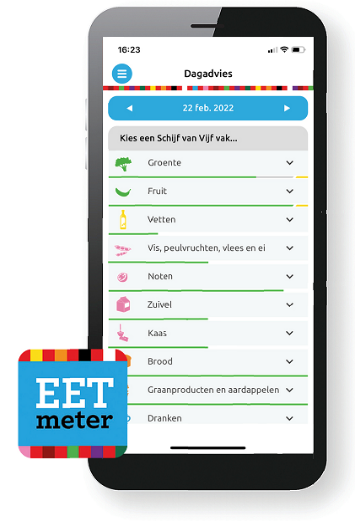 16:23
Dagadvies
22 feb. 2022
Kies een Schijf van Vijf vak...
Groente
Fruit
Vetten
Vis, peulvruchten, vlees en ei
Noten
Zuivel
Kaas
Brood
Graanproducten en aardappelen
Dranken
EET
meter